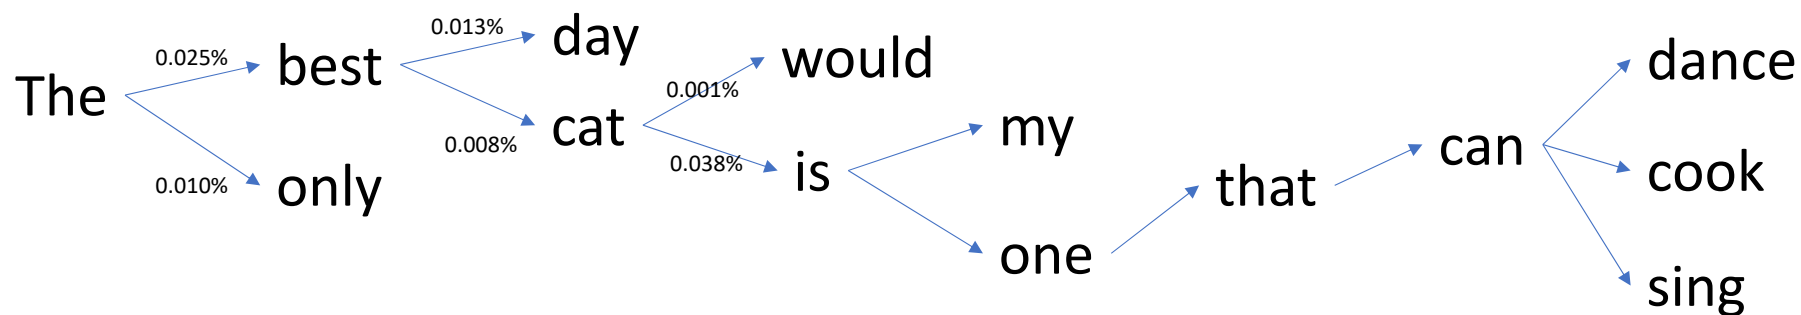 The
0.025%
best
0.010%
only
0.013%
day
0.008%
cat
0.001%
would
0.038%
is
my
one
that
can
dance
cook
sing